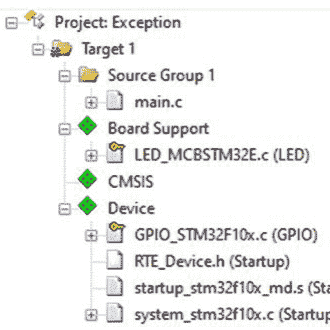 Project: Exception
Target 1
Source Group 1
main.c
Board Support
LED_MCBSTM32E.c (LED)
CMSIS
Device
GPIO_STM32F10x.c (GPIO)
RTE_Device.h (Startup)
startup_stm32f10x_md.s (Sta
system_stm32f10x.c (Startup